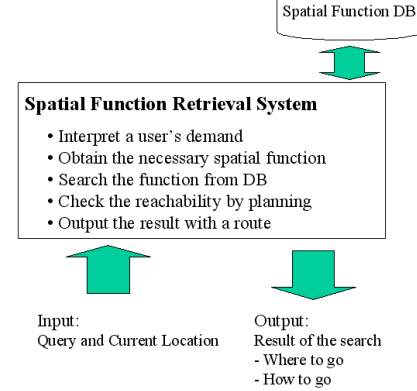 Spatial Function DB
Spatial Function Retrieval System
• Interpret a user's demand
• Obtain the necessary spatial function
• Search the function from DB
• Check the reachability by planning
• Output the result with a route
Input:
Query and Current Location
Output:
Result of the search
- Where to go
- How to go